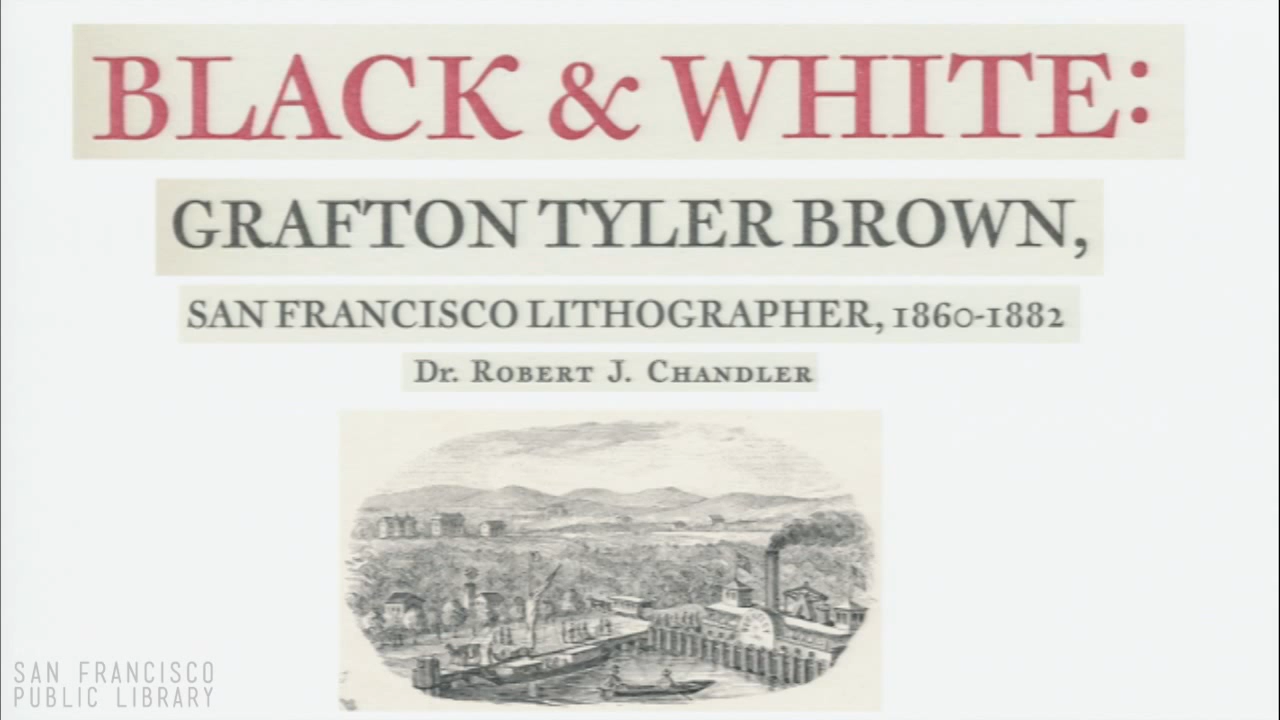 BLACK & WHITE:
GRAFTON TYLER BROWN,
SAN FRANCISCO LITHOGRAPHER, 1860-1882
Dr. ROBERT J. CHANDLER
SAN FRANCISCO
PUBLIC LIBRARY